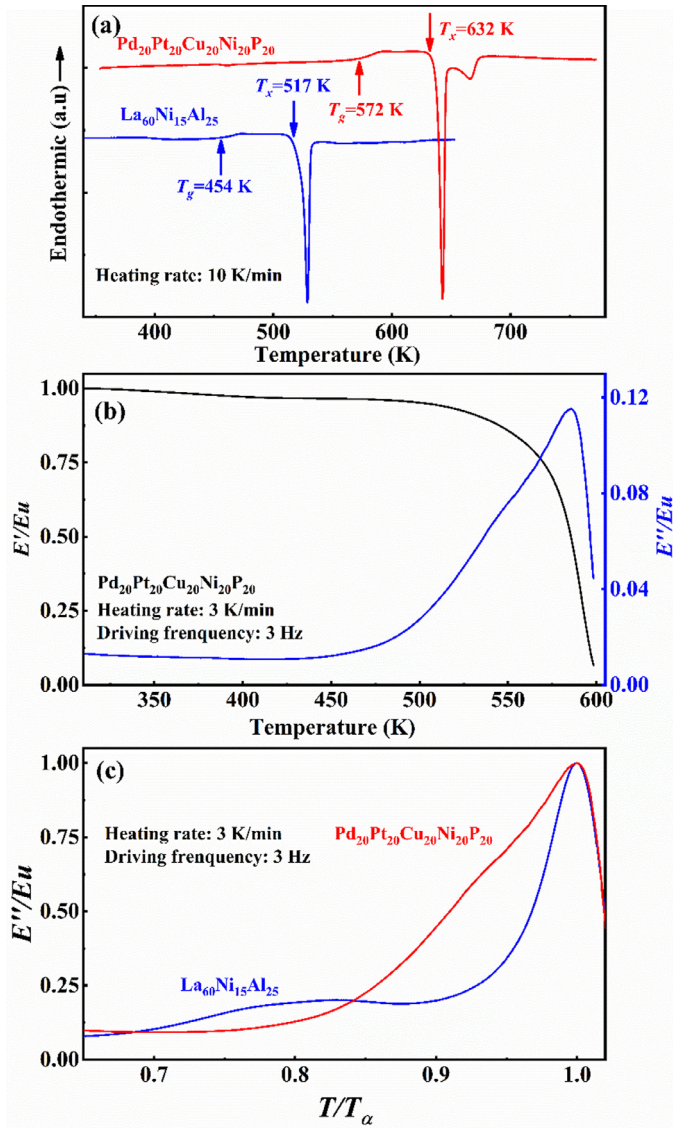 (a)
Pd₂₀Pt₂₀Cu₂₀Ni₂₀P₂₀
Tₓ=632 K
Tₓ=517 K
T_g=572 K
La₆₀Ni₁₅Al₂₅
T_g=454 K
Endothermic (a.u)
Heating rate: 10 K/min
400 500 600 700
Temperature (K)
(b)
1.00
0.75
0.50
0.25
0.00
E'/Eu
0.12
0.08
0.04
0.00
E''/Eu
Pd₂₀Pt₂₀Cu₂₀Ni₂₀P₂₀
Heating rate: 3 K/min
Driving frenquency: 3 Hz
350 400 450 500 550 600
Temperature (K)
(c)
1.00
0.75
0.50
0.25
0.00
E''/Eu
Heating rate: 3 K/min
Driving frenquency: 3 Hz
Pd₂₀Pt₂₀Cu₂₀Ni₂₀P₂₀
La₆₀Ni₁₅Al₂₅
0.7 0.8 0.9 1.0
T/T_α